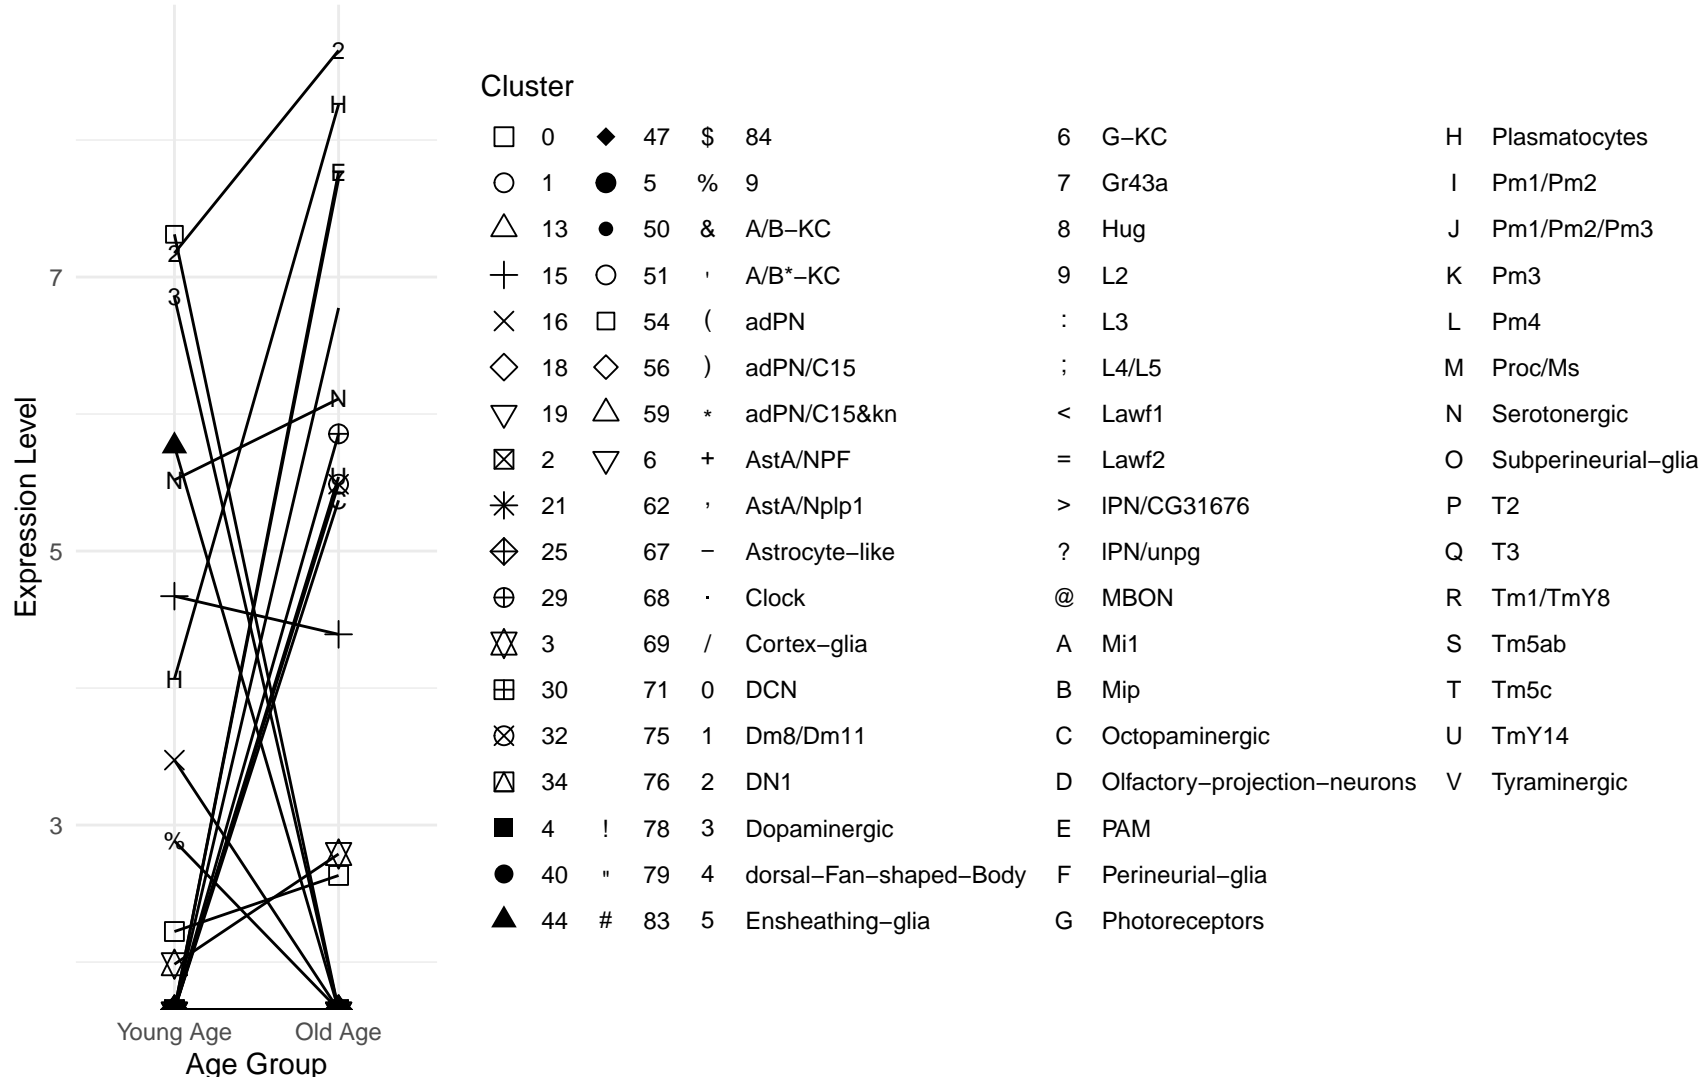 Cluster
0 47 $ 84 6 G−KC H Plasmatocytes
1 5 % 9 7 Gr43a I Pm1/Pm2
13 50 & A/B−KC 8 Hug J Pm1/Pm2/Pm3
15 51 ' A/B*−KC 9 L2 K Pm3
16 54 ( adPN : L3 L Pm4
18 56 ) adPN/C15 ; L4/L5 M Proc/Ms
19 59 * adPN/C15&kn < Lawf1 N Serotonergic
2 6 + AstA/NPF = Lawf2 O Subperineurial−glia
21 62 , AstA/Nplp1 > lPN/CG31676 P T2
25 67 − Astrocyte−like ? lPN/unpg Q T3
29 68 . Clock @ MBON R Tm1/TmY8
3 69 / Cortex−glia A Mi1 S Tm5ab
30 71 0 DCN B Mip T Tm5c
32 75 1 Dm8/Dm11 C Octopaminergic U TmY14
34 76 2 DN1 D Olfactory−projection−neurons V Tyraminergic
4 ! 78 3 Dopaminergic E PAM
40 " 79 4 dorsal−Fan−shaped−Body F Perineurial−glia
44 # 83 5 Ensheathing−glia G Photoreceptors
Expression Level
7
5
3
2
H
E
2
3
N
N
H
C
H
%
Young Age Old Age
Age Group